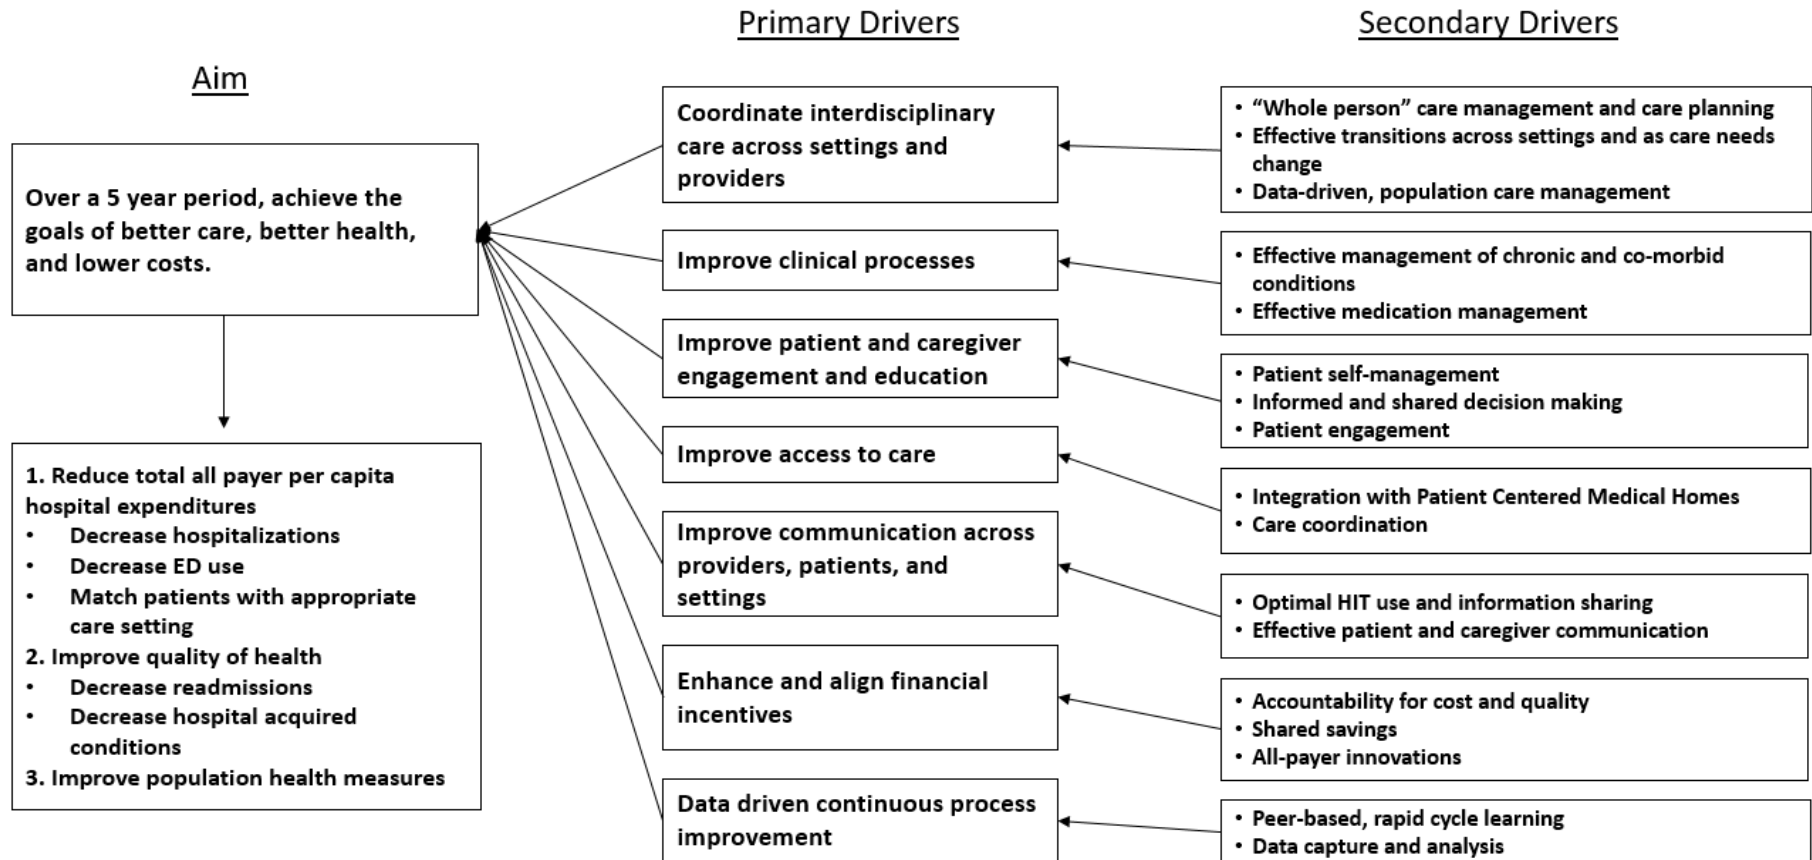 Aim
Over a 5 year period, achieve the
goals of better care, better health,
and lower costs.
1. Reduce total all payer per capita
hospital expenditures
• Decrease hospitalizations
• Decrease ED use
• Match patients with appropriate
care setting
2. Improve quality of health
• Decrease readmissions
• Decrease hospital acquired
conditions
3. Improve population health measures
Primary Drivers
Coordinate interdisciplinary
care across settings and
providers
Improve clinical processes
Improve patient and caregiver
engagement and education
Improve access to care
Improve communication across
providers, patients, and
settings
Enhance and align financial
incentives
Data driven continuous process
improvement
Secondary Drivers
• “Whole person” care management and care planning
• Effective transitions across settings and as care needs
change
• Data-driven, population care management
• Effective management of chronic and co-morbid
conditions
• Effective medication management
• Patient self-management
• Informed and shared decision making
• Patient engagement
• Integration with Patient Centered Medical Homes
• Care coordination
• Optimal HIT use and information sharing
• Effective patient and caregiver communication
• Accountability for cost and quality
• Shared savings
• All-payer innovations
• Peer-based, rapid cycle learning
• Data capture and analysis